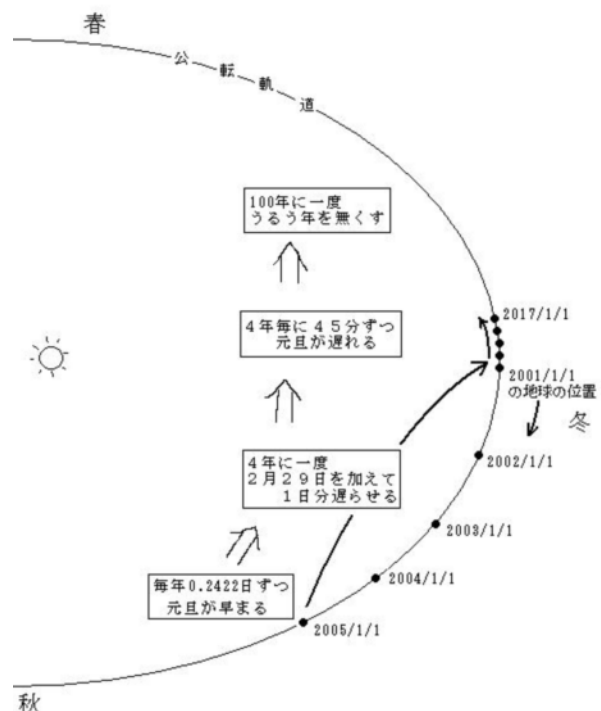 春
公転軌道
100年に一度
うるう年を無くす
4年毎に45分ずつ
元旦が遅れる
2017/1/1
2001/1/1
の地球の位置
冬
2002/1/1
4年に一度
2月29日を加えて
1日分遅らせる
2003/1/1
2004/1/1
毎年0.2422日ずつ
元旦が早まる
2005/1/1
秋